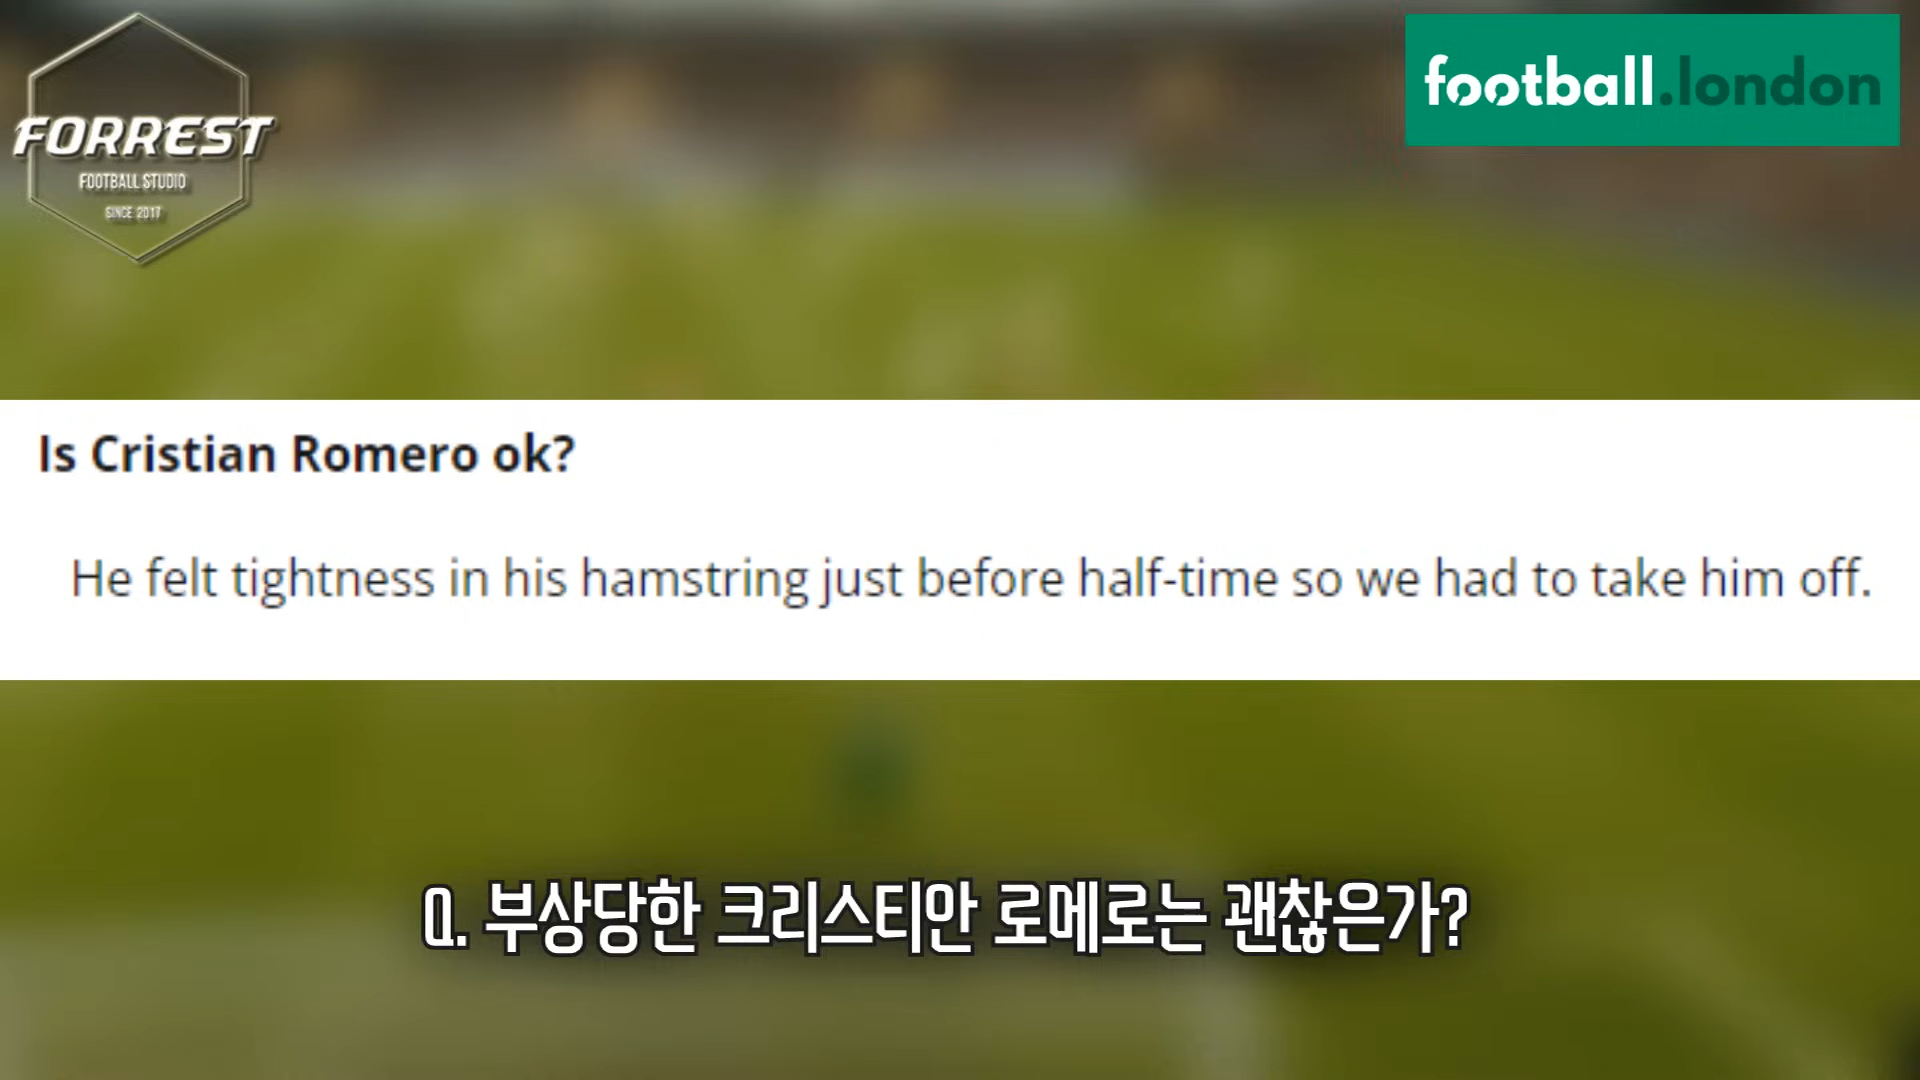 FORREST
FOOTBALL STUDIO
SINCE 2017
football.london
Is Cristian Romero ok?
He felt tightness in his hamstring just before half-time so we had to take him off.
Q. 부상당한 크리스티안 로메로는 괜찮은가?